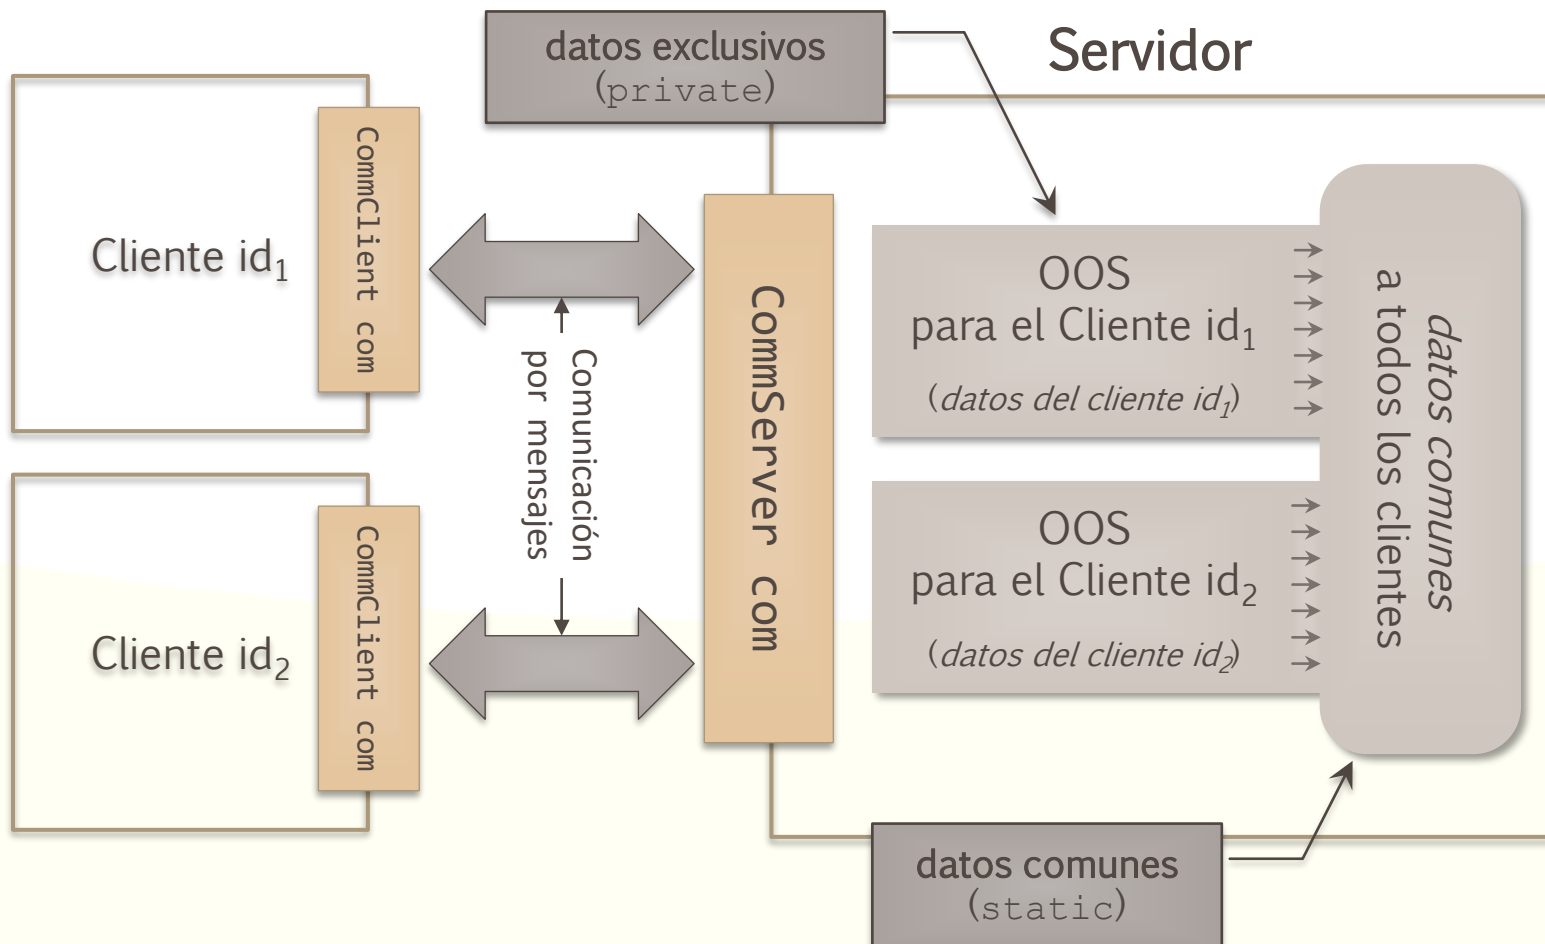 datos exclusivos
(private)
Servidor
CommClient com
Cliente id₁
CommServer com
OOS
para el Cliente id₁
(datos del cliente id₁)
datos comunes
a todos los clientes
Comunicación
por mensajes
CommClient com
Cliente id₂
OOS
para el Cliente id₂
(datos del cliente id₂)
datos comunes
(static)